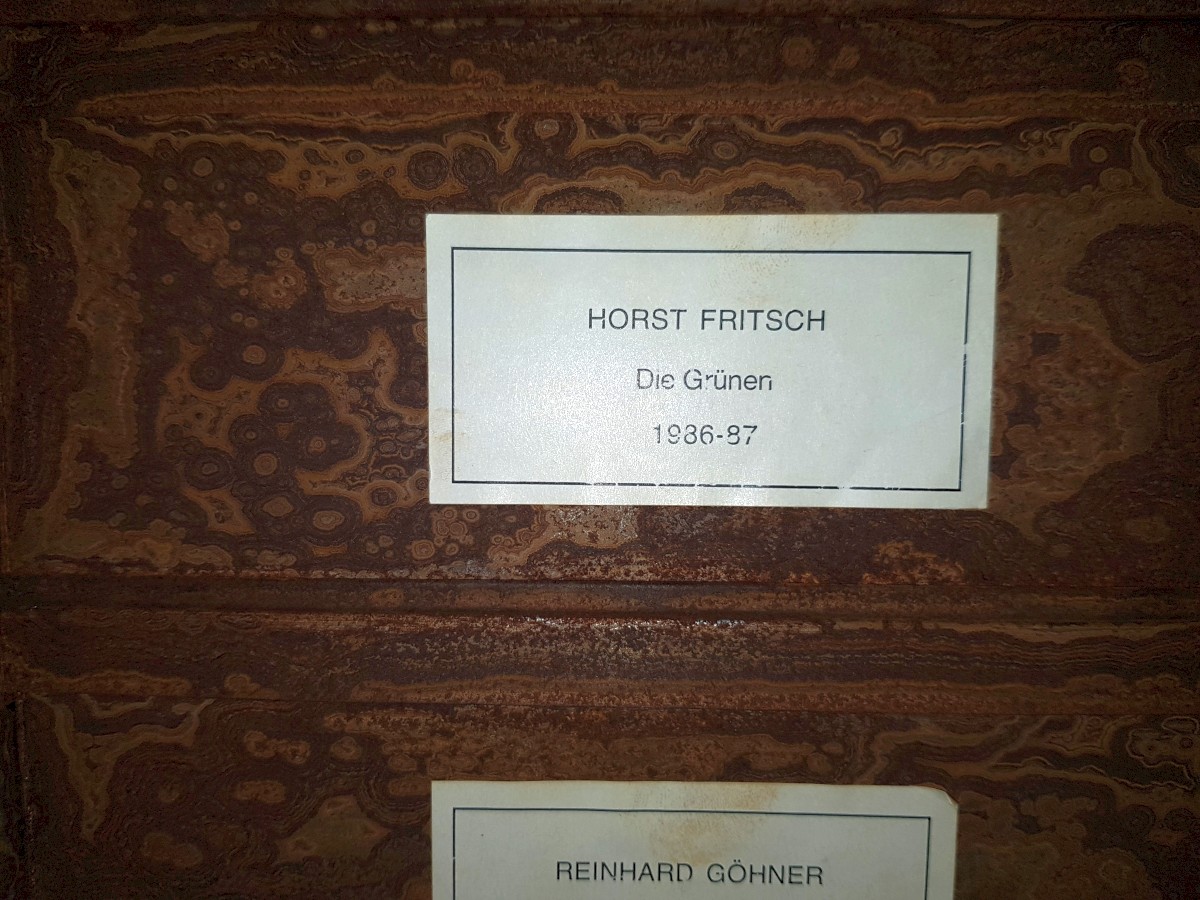 HORST FRITSCH
Die Grünen
1986-87
REINHARD GÖHNER